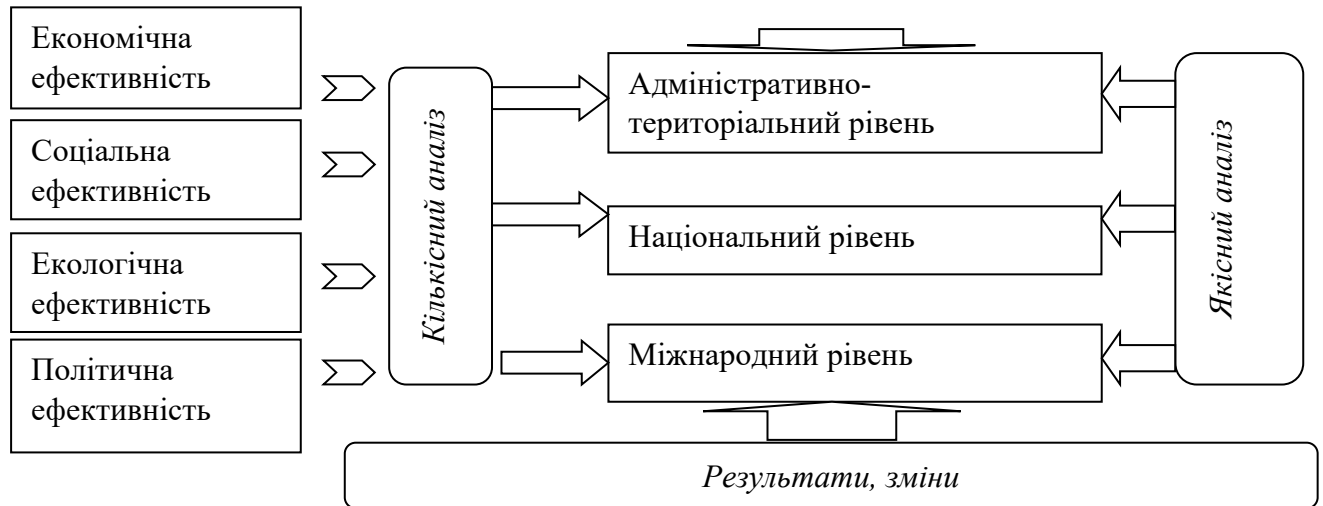 Економічна
ефективність
Соціальна
ефективність
Екологічна
ефективність
Політична
ефективність
Кількісний аналіз
Адміністративно-
територіальний рівень
Національний рівень
Міжнародний рівень
Якісний аналіз
Результати, зміни